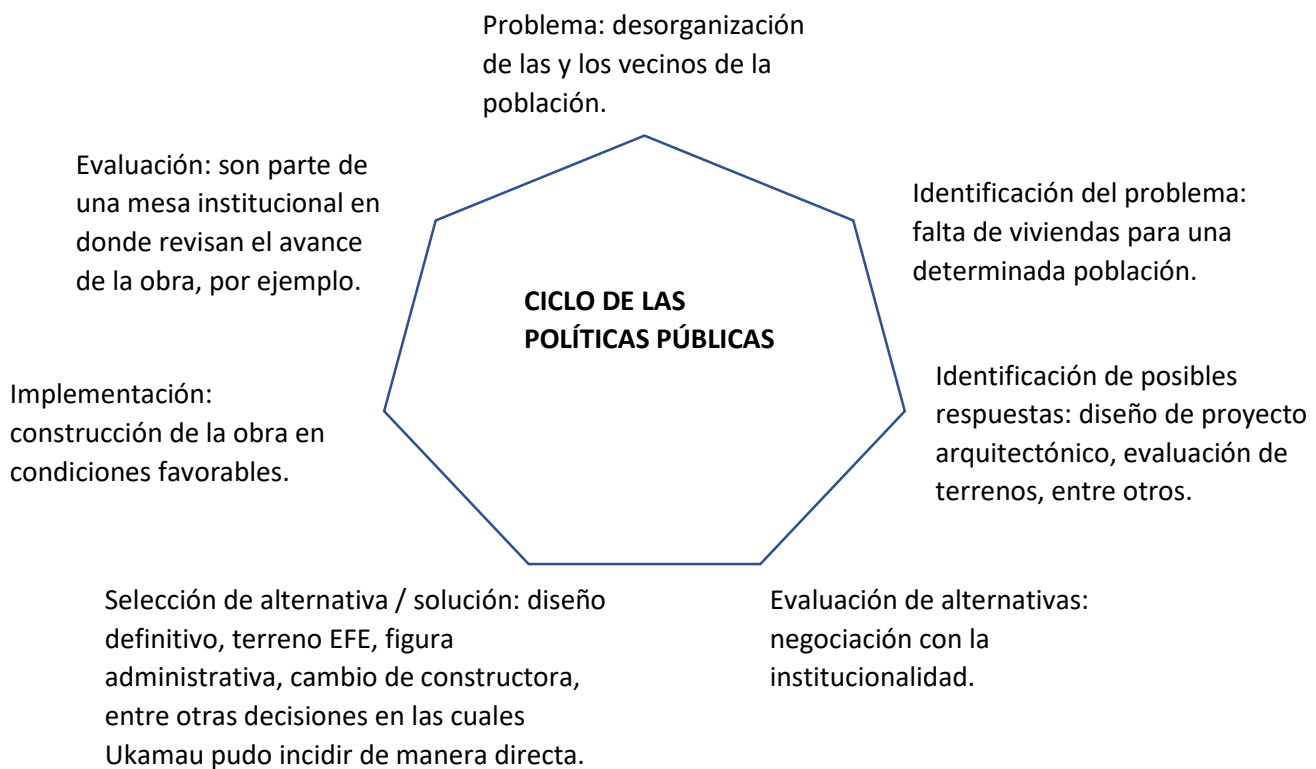 Problema: desorganización
de las y los vecinos de la
población.
Identificación del problema:
falta de viviendas para una
determinada población.
Identificación de posibles
respuestas: diseño de proyecto
arquitectónico, evaluación de
terrenos, entre otros.
Evaluación de alternativas:
negociación con la
institucionalidad.
Selección de alternativa / solución: diseño
definitivo, terreno EFE, figura
administrativa, cambio de constructora,
entre otras decisiones en las cuales
Ukamau pudo incidir de manera directa.
Implementación:
construcción de la obra en
condiciones favorables.
Evaluación: son parte de
una mesa institucional en
donde revisan el avance
de la obra, por ejemplo.
CICLO DE LAS
POLÍTICAS PÚBLICAS